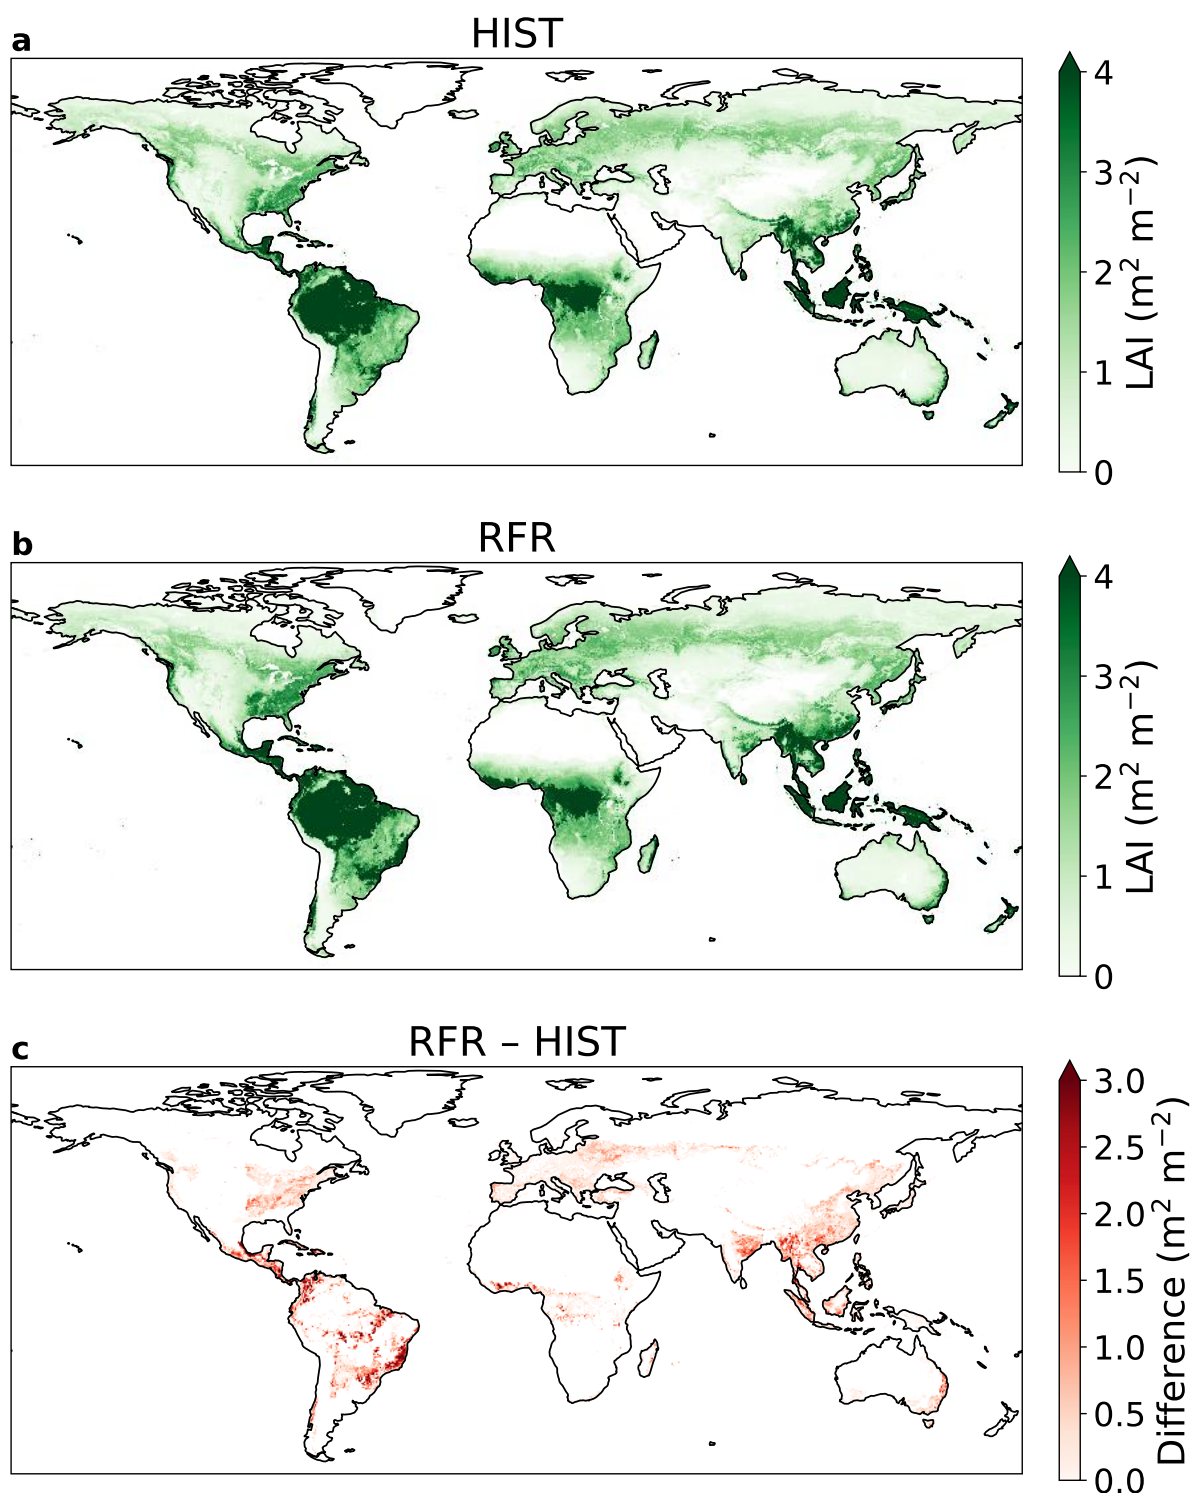 a
HIST
4
3
2
1
0
LAI (m² m⁻²)
b
RFR
4
3
2
1
0
LAI (m² m⁻²)
c
RFR – HIST
3.0
2.5
2.0
1.5
1.0
0.5
0.0
Difference (m² m⁻²)